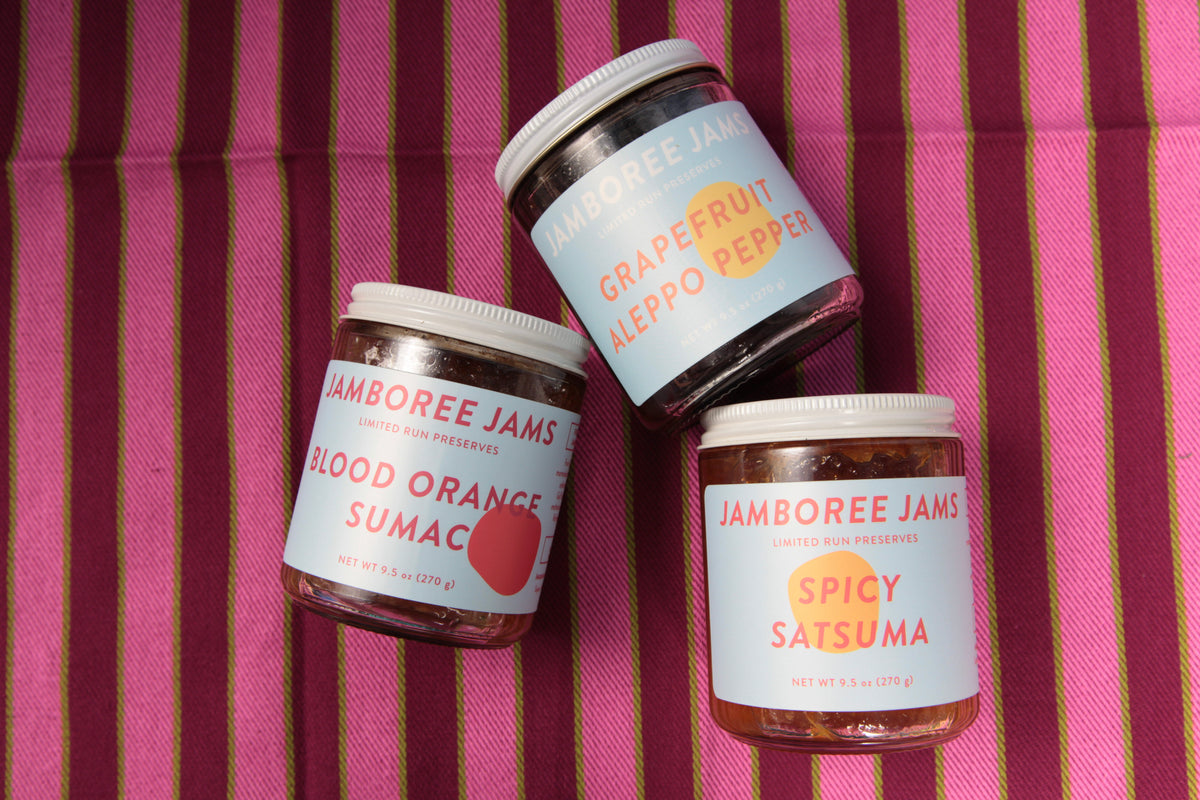 JAMBOREE JAMS
LIMITED RUN PRESERVES
GRAPEFRUIT
ALEPPO PEPPER
NET WT 9.5 oz (270 g)
JAMBOREE JAMS
LIMITED RUN PRESERVES
BLOOD ORANGE
SUMAC
NET WT 9.5 oz (270 g)
JAMBOREE JAMS
LIMITED RUN PRESERVES
SPICY
SATSUMA
NET WT 9.5 oz (270 g)